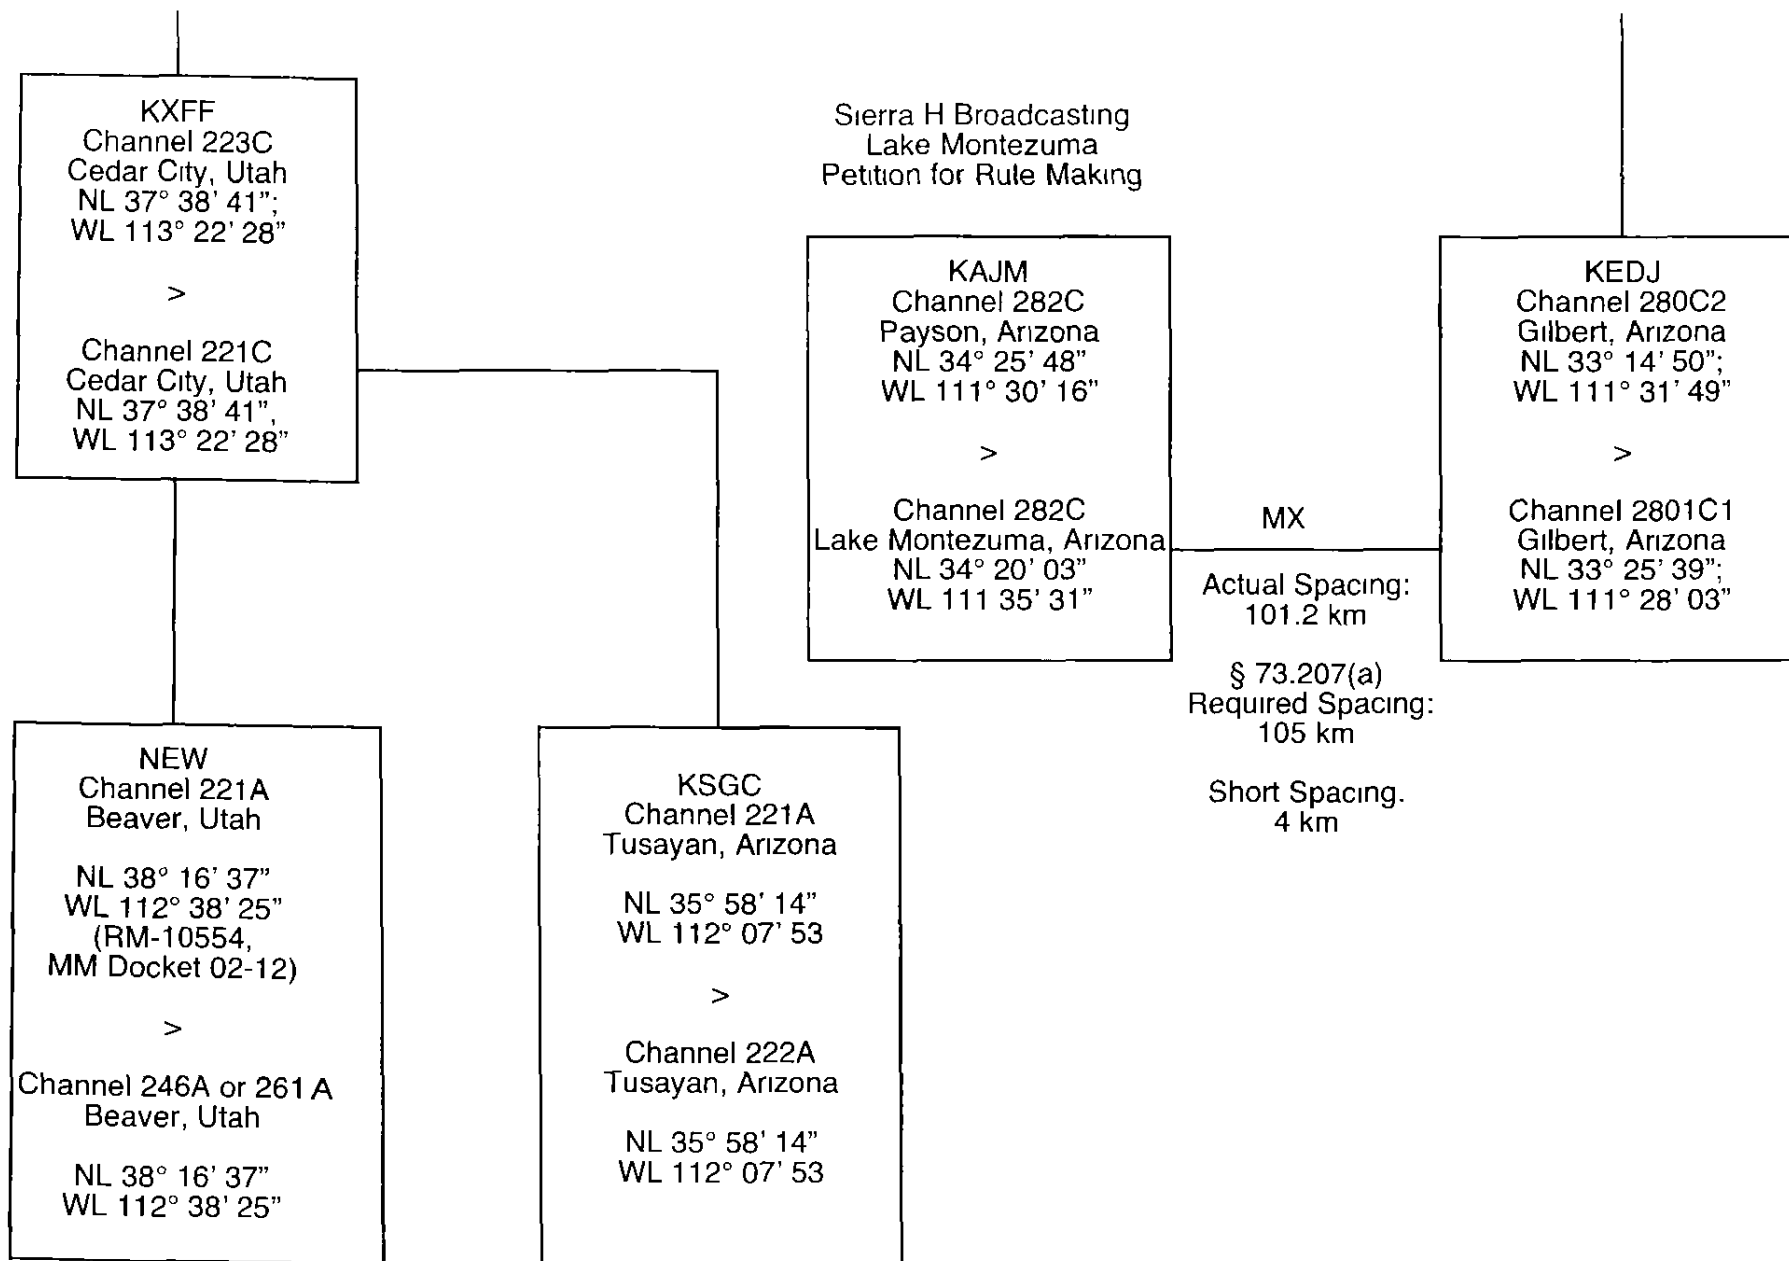 KXFF
Channel 223C
Cedar City, Utah
NL 37° 38' 41";
WL 113° 22' 28"
>
Channel 221C
Cedar City, Utah
NL 37° 38' 41",
WL 113° 22' 28"
Sierra H Broadcasting
Lake Montezuma
Petition for Rule Making
KAJM
Channel 282C
Payson, Arizona
NL 34° 25' 48"
WL 111° 30' 16"
>
Channel 282C
Lake Montezuma, Arizona
NL 34° 20' 03"
WL 111 35' 31"
MX
Actual Spacing:
101.2 km
§ 73.207(a)
Required Spacing:
105 km
Short Spacing.
4 km
KEDJ
Channel 280C2
Gilbert, Arizona
NL 33° 14' 50";
WL 111° 31' 49"
>
Channel 2801C1
Gilbert, Arizona
NL 33° 25' 39";
WL 111° 28' 03"
NEW
Channel 221A
Beaver, Utah
NL 38° 16' 37"
WL 112° 38' 25"
(RM-10554,
MM Docket 02-12)
>
Channel 246A or 261A
Beaver, Utah
NL 38° 16' 37"
WL 112° 38' 25"
KSGC
Channel 221A
Tusayan, Arizona
NL 35° 58' 14"
WL 112° 07' 53
>
Channel 222A
Tusayan, Arizona
NL 35° 58' 14"
WL 112° 07' 53